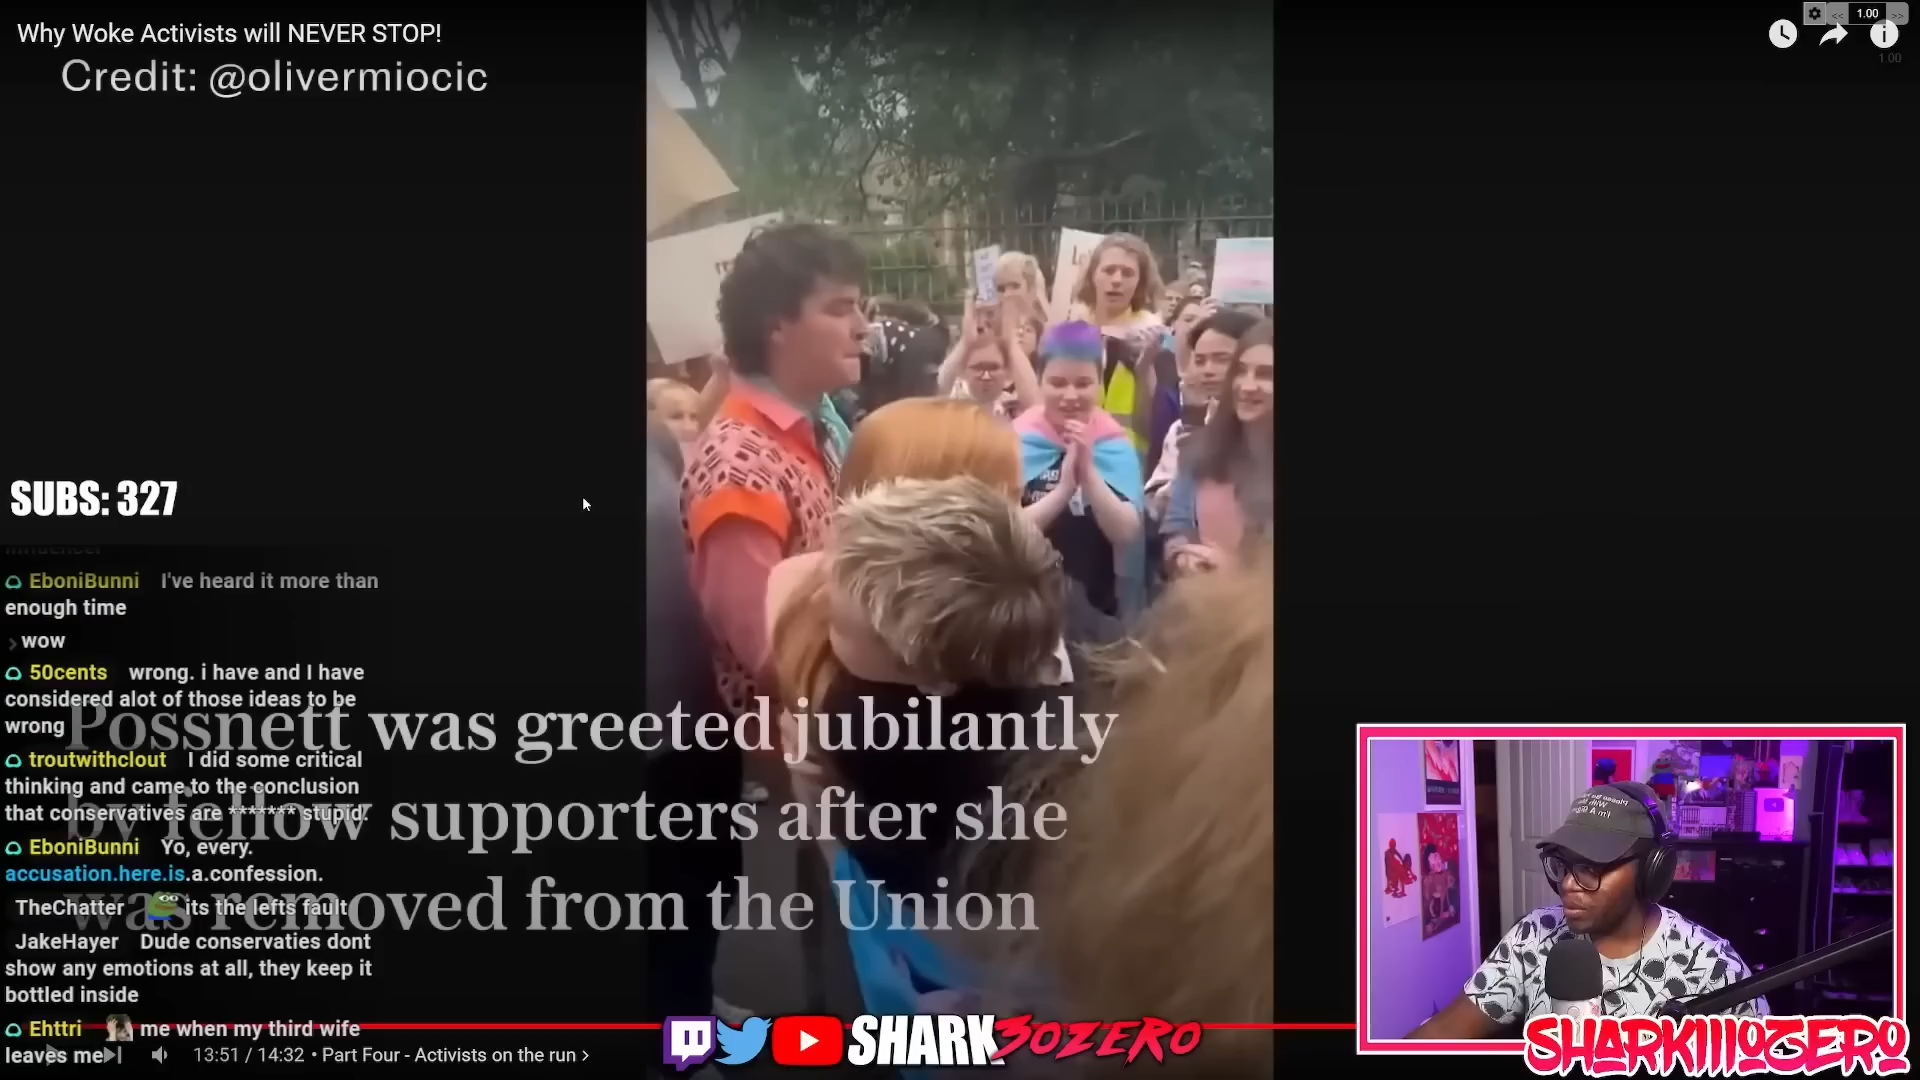 Why Woke Activists will NEVER STOP!
Credit: @olivermiocic
<< 1.00 >>
1.00
SUBS: 327
influencer
EboniBunni I've heard it more than
enough time
wow
50cents wrong. i have and I have
considered alot of those ideas to be
wrong
troutwithclout I did some critical
thinking and came to the conclusion
that conservatives are ******* stupid.
EboniBunni Yo, every.
accusation.here.is.a.confession.
TheChatter its the lefts fault
JakeHayer Dude conservaties dont
show any emotions at all, they keep it
bottled inside
Ehttri me when my third wife
leaves me
Possnett was greeted jubilantly
by fellow supporters after she
was removed from the Union
13:51 / 14:32 • Part Four - Activists on the run >
SHARK3OZERO
SHARKIIIOZERO